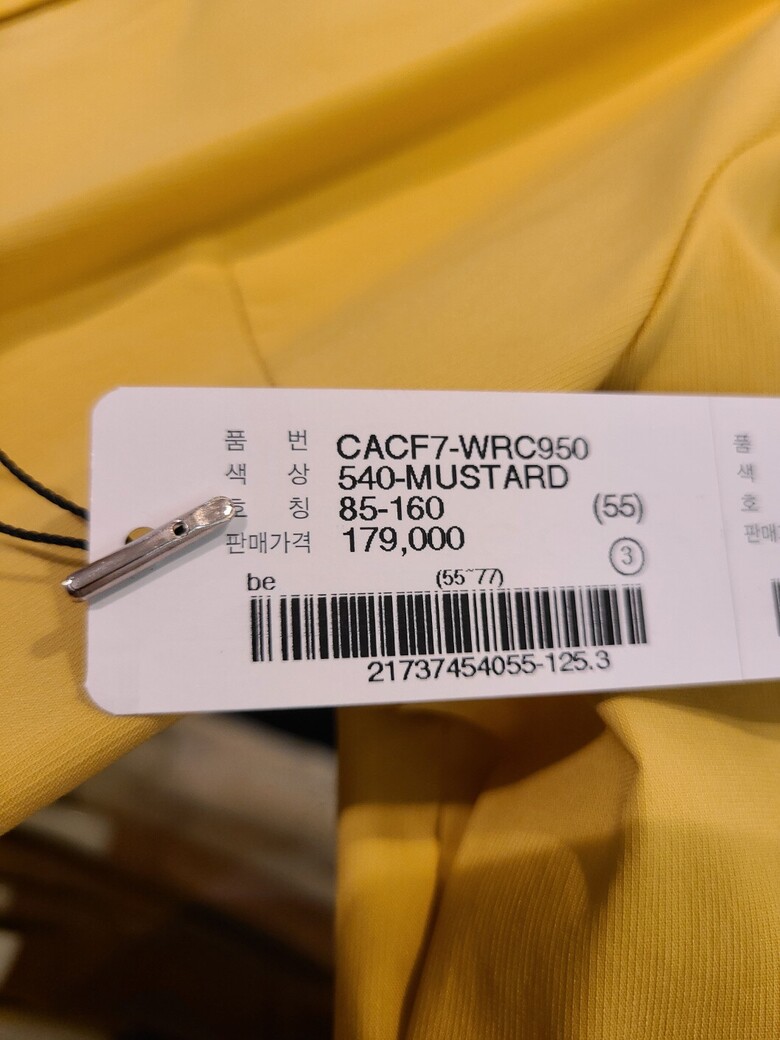 품 번 CACF7-WRC950
색 상 540-MUSTARD
호 칭 85-160 (55)
판매가격 179,000
3
be (55~77)
21737454055-125.3
품
색
호
판매